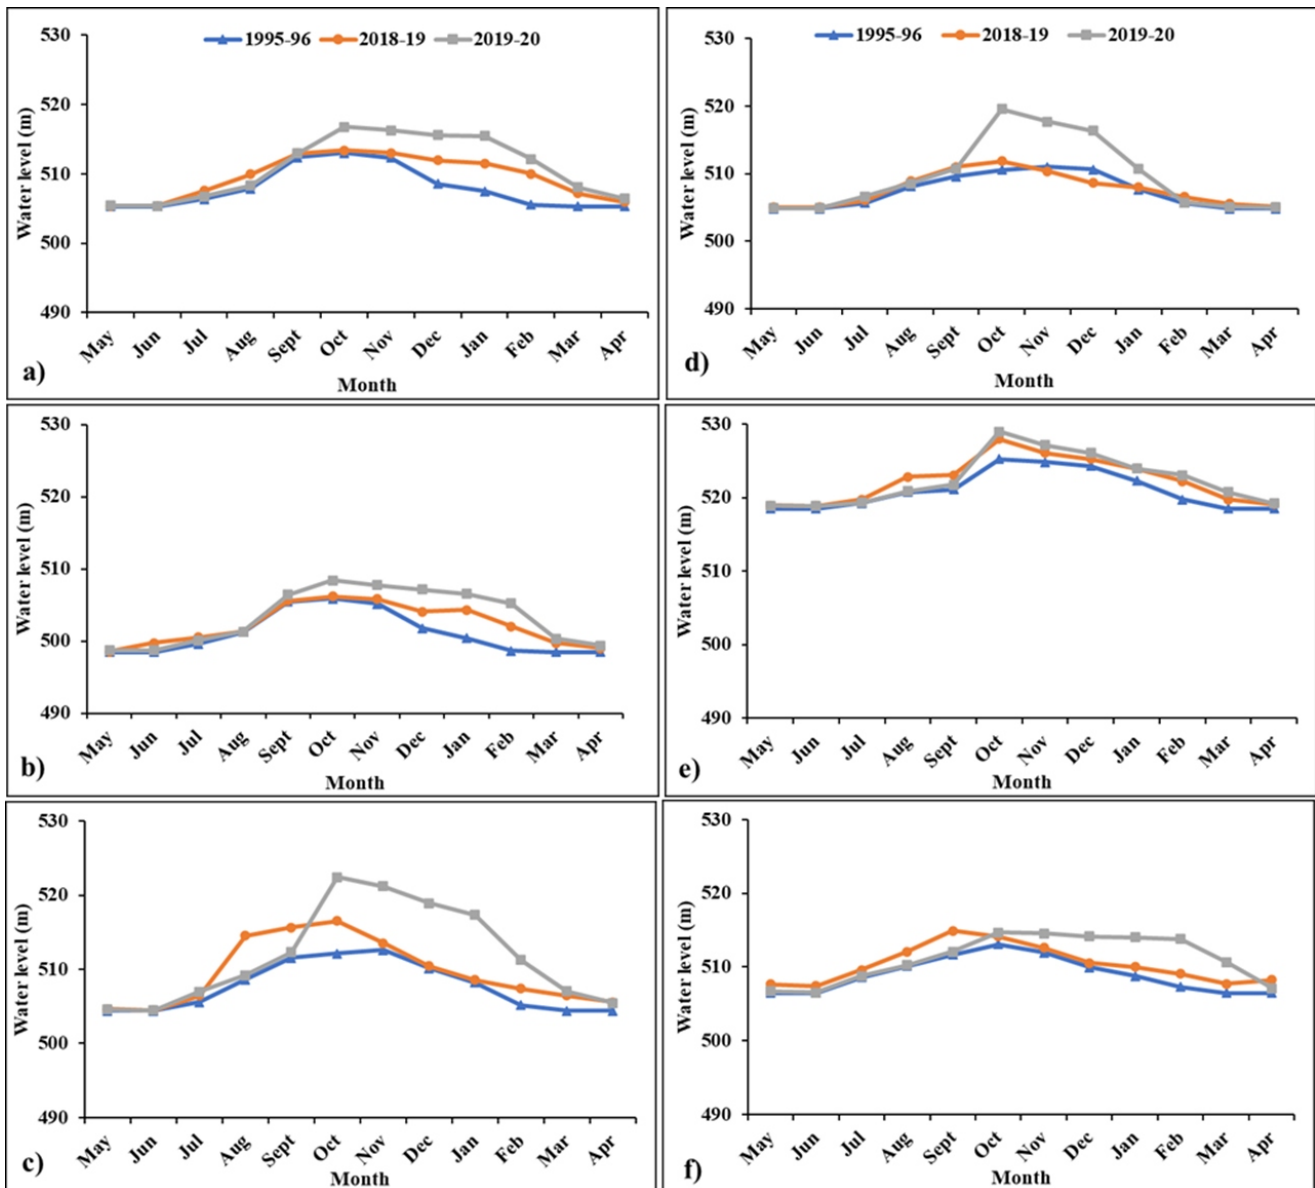 1995-96 2018-19 2019-20
530
520
510
500
490
Water level (m)
May Jun Jul Aug Sept Oct Nov Dec Jan Feb Mar Apr
Month
a)
1995-96 2018-19 2019-20
530
520
510
500
490
Water level (m)
May Jun Jul Aug Sept Oct Nov Dec Jan Feb Mar Apr
Month
d)
530
520
510
500
490
Water level (m)
May Jun Jul Aug Sept Oct Nov Dec Jan Feb Mar Apr
Month
b)
530
520
510
500
490
Water level (m)
May Jun Jul Aug Sept Oct Nov Dec Jan Feb Mar Apr
Month
e)
530
520
510
500
490
Water level (m)
May Jun Jul Aug Sept Oct Nov Dec Jan Feb Mar Apr
Month
c)
530
520
510
500
490
Water level (m)
May Jun Jul Aug Sept Oct Nov Dec Jan Feb Mar Apr
Month
f)